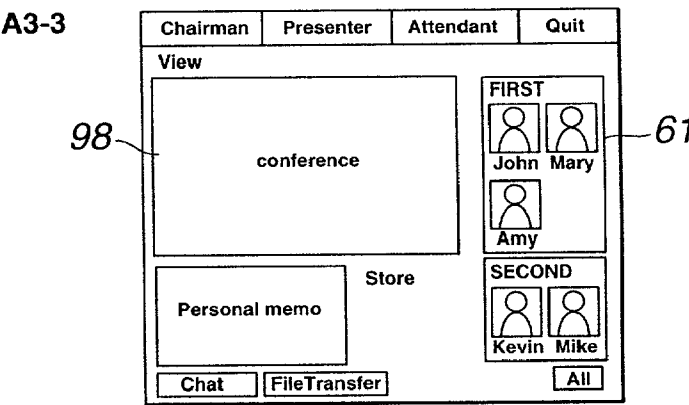 A3-3
Chairman Presenter Attendant Quit
View
98
conference
FIRST
61
John Mary
Amy
Store
Personal memo
SECOND
Kevin Mike
Chat FileTransfer All